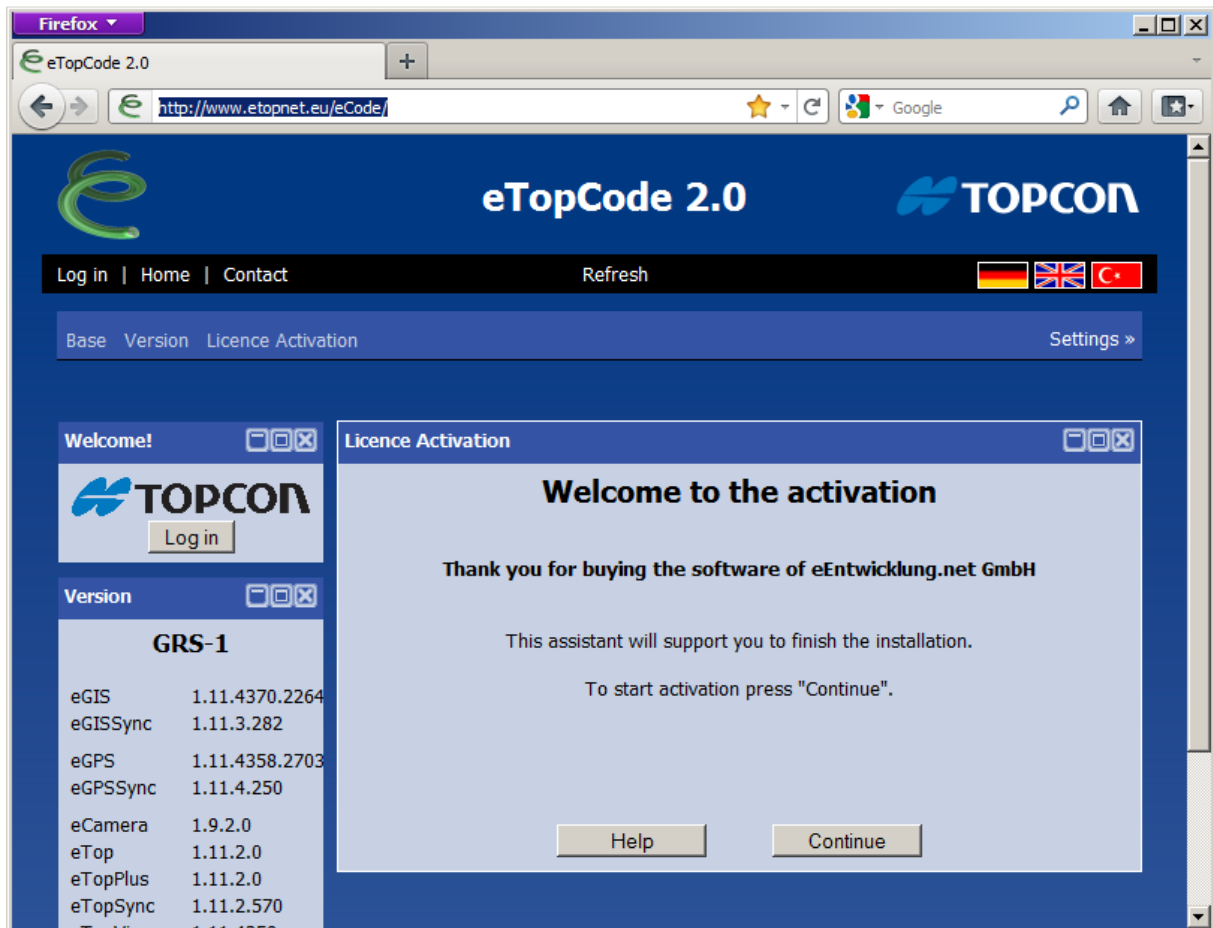 Firefox
eTopCode 2.0
http://www.etopnet.eu/eCode/
Google
eTopCode 2.0
TOPCON
Log in | Home | Contact
Refresh
Base Version Licence Activation
Settings »
Welcome!
TOPCON
Log in
Version
GRS-1
eGIS 1.11.4370.2264
eGISSync 1.11.3.282
eGPS 1.11.4358.2703
eGPSSync 1.11.4.250
eCamera 1.9.2.0
eTop 1.11.2.0
eTopPlus 1.11.2.0
eTopSync 1.11.2.570
Licence Activation
Welcome to the activation
Thank you for buying the software of eEntwicklung.net GmbH
This assistant will support you to finish the installation.
To start activation press "Continue".
Help
Continue